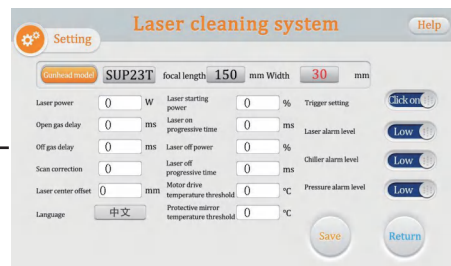 Laser cleaning system
Help
Setting
Gunhead model SUP23T focal length 150 mm Width 30 mm
Laser power 0 W Laser starting power 0 % Trigger setting Click on
Open gas delay 0 ms Laser on progressive time 0 ms Laser alarm level Low
Off gas delay 0 ms Laser off power 0 %
Scan correction 0 Laser off progressive time 0 ms Chiller alarm level Low
Laser center offset 0 mm Motor drive temperature threshold 0 °C Pressure alarm level Low
Language 中文 Protective mirror temperature threshold 0 °C
Save Return